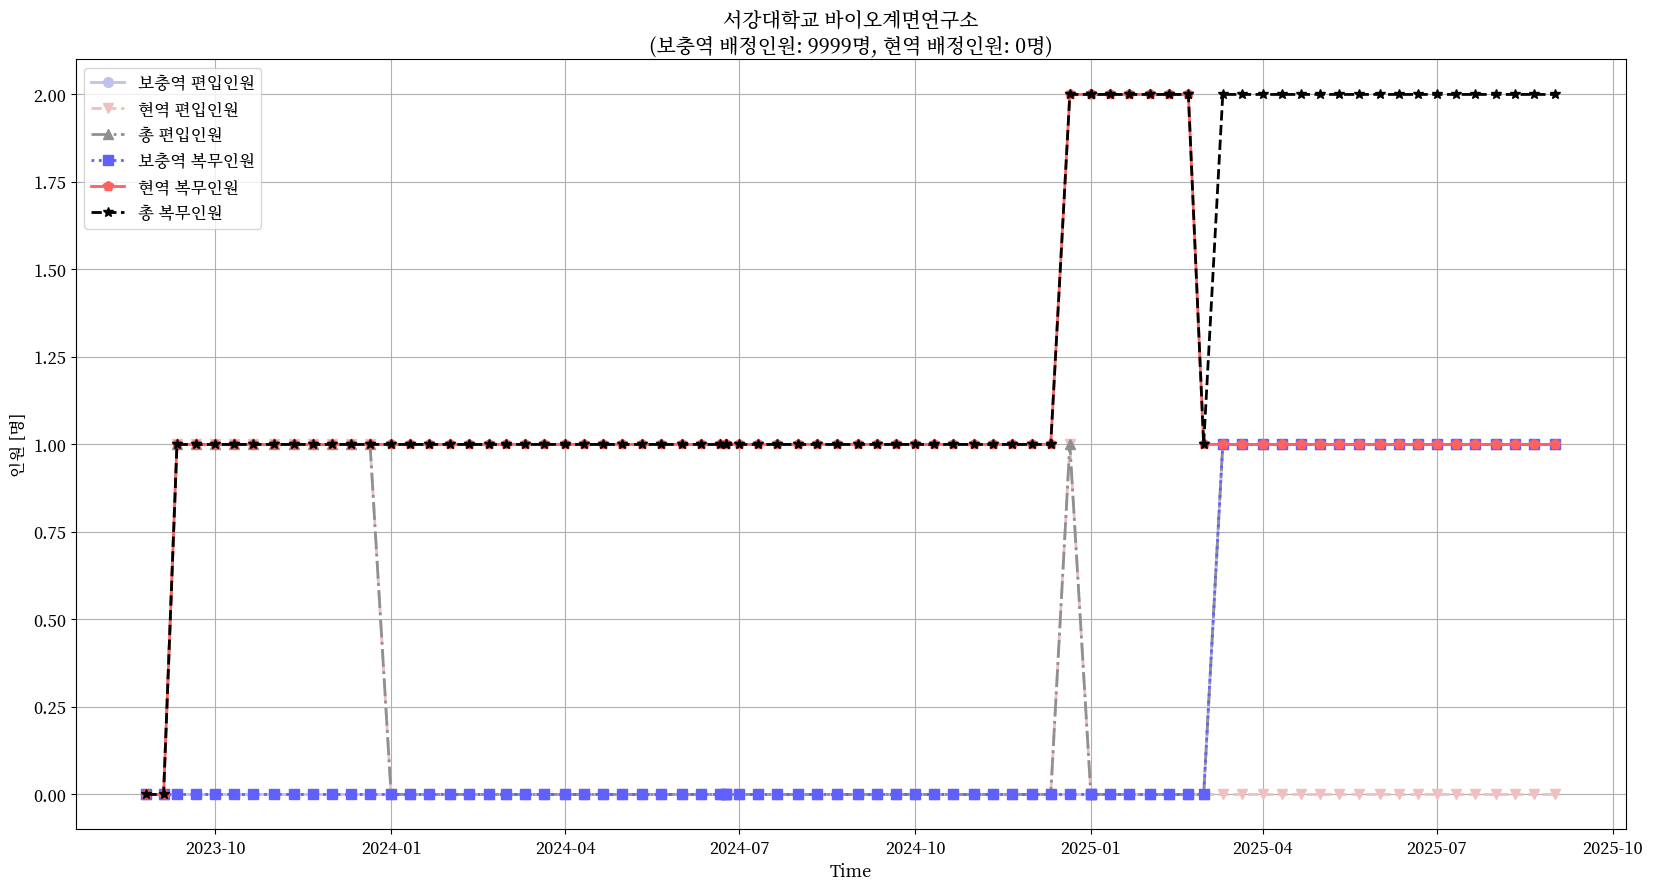 서강대학교 바이오계면연구소
(보충역 배정인원: 9999명, 현역 배정인원: 0명)
보충역 편입인원
현역 편입인원
총 편입인원
보충역 복무인원
현역 복무인원
총 복무인원
2.00
1.75
1.50
1.25
1.00
0.75
0.50
0.25
0.00
인원 [명]
2023-10
2024-01
2024-04
2024-07
2024-10
2025-01
2025-04
2025-07
2025-10
Time